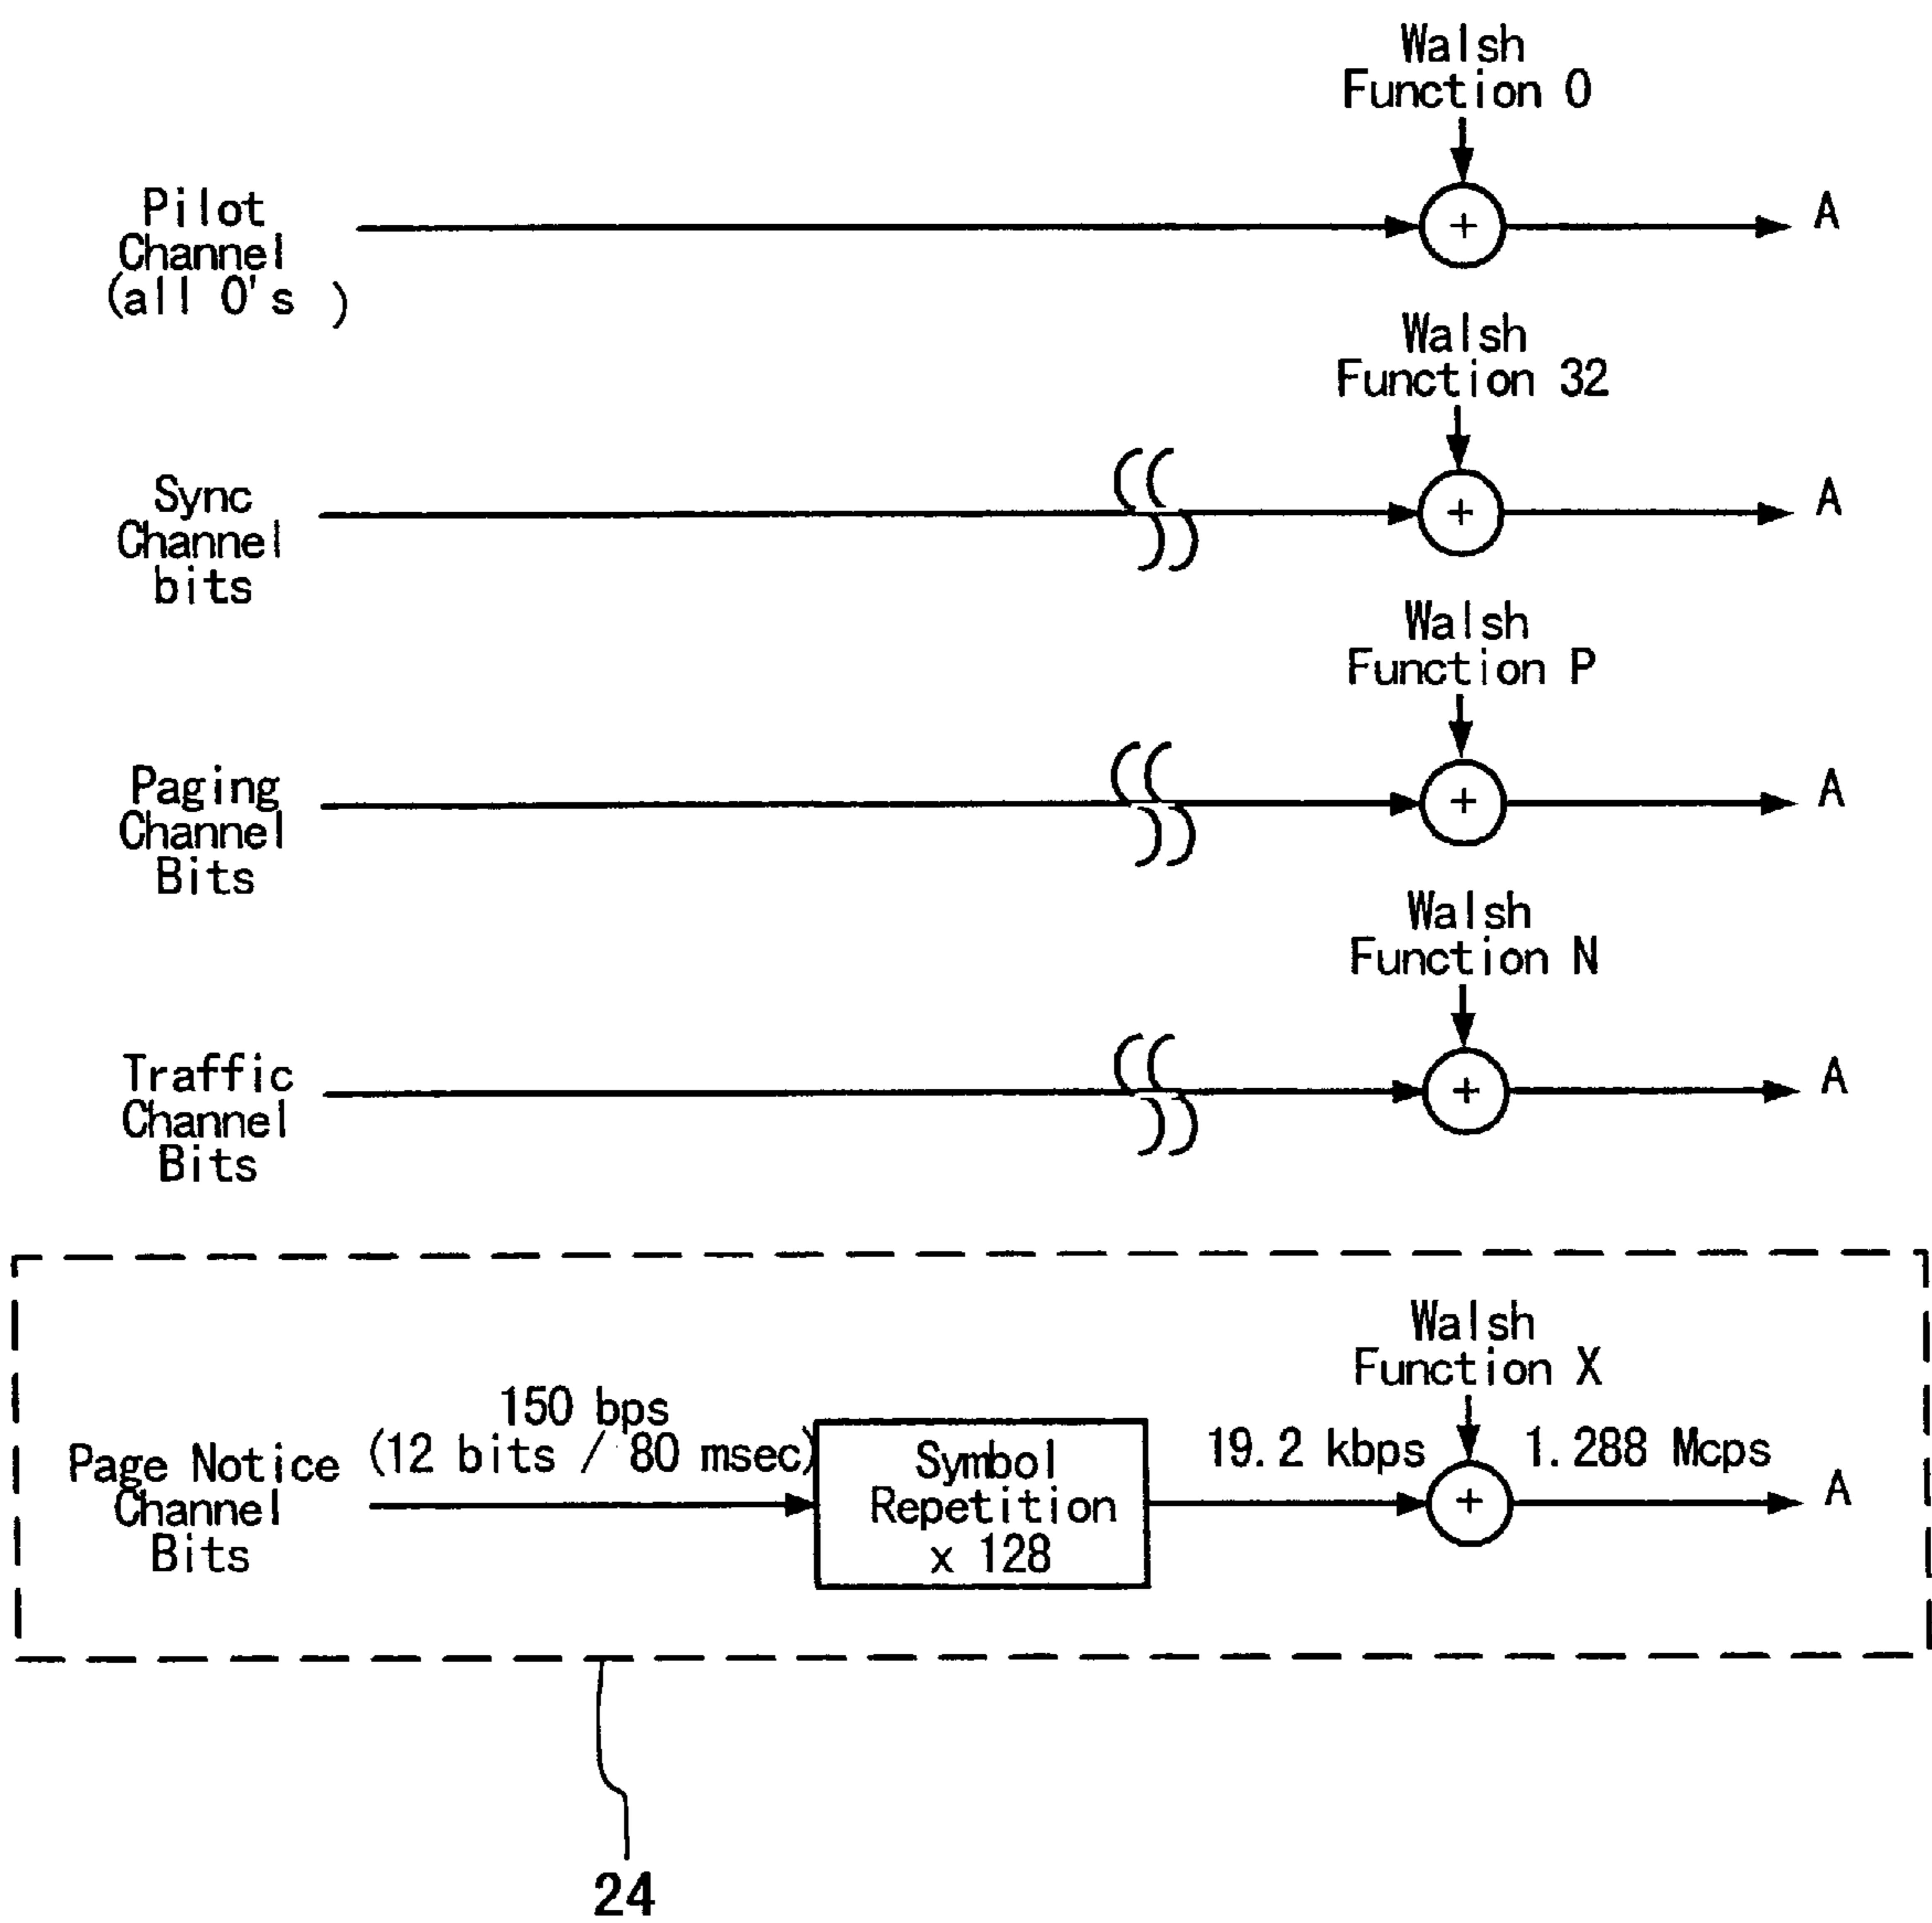 Walsh
Function 0
Pilot
Channel
(all 0's )
+
A
Walsh
Function 32
Sync
Channel
bits
+
A
Walsh
Function P
Paging
Channel
Bits
+
A
Walsh
Function N
Traffic
Channel
Bits
+
A
Walsh
Function X
Page Notice
Channel
Bits
150 bps
(12 bits / 80 msec)
Symbol
Repetition
x 128
19.2 kbps
+
1.288 Mcps
A
24